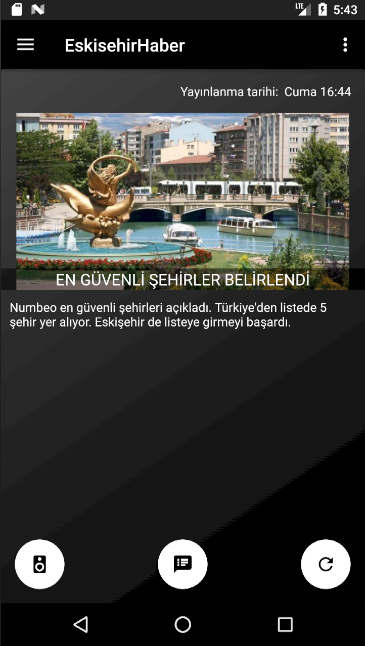 LTE 5:43
EskisehirHaber
Yayınlanma tarihi: Cuma 16:44
EN GÜVENLİ ŞEHİRLER BELİRLENDİ
Numbeo en güvenli şehirleri açıkladı. Türkiye'den listede 5
şehir yer alıyor. Eskişehir de listeye girmeyi başardı.